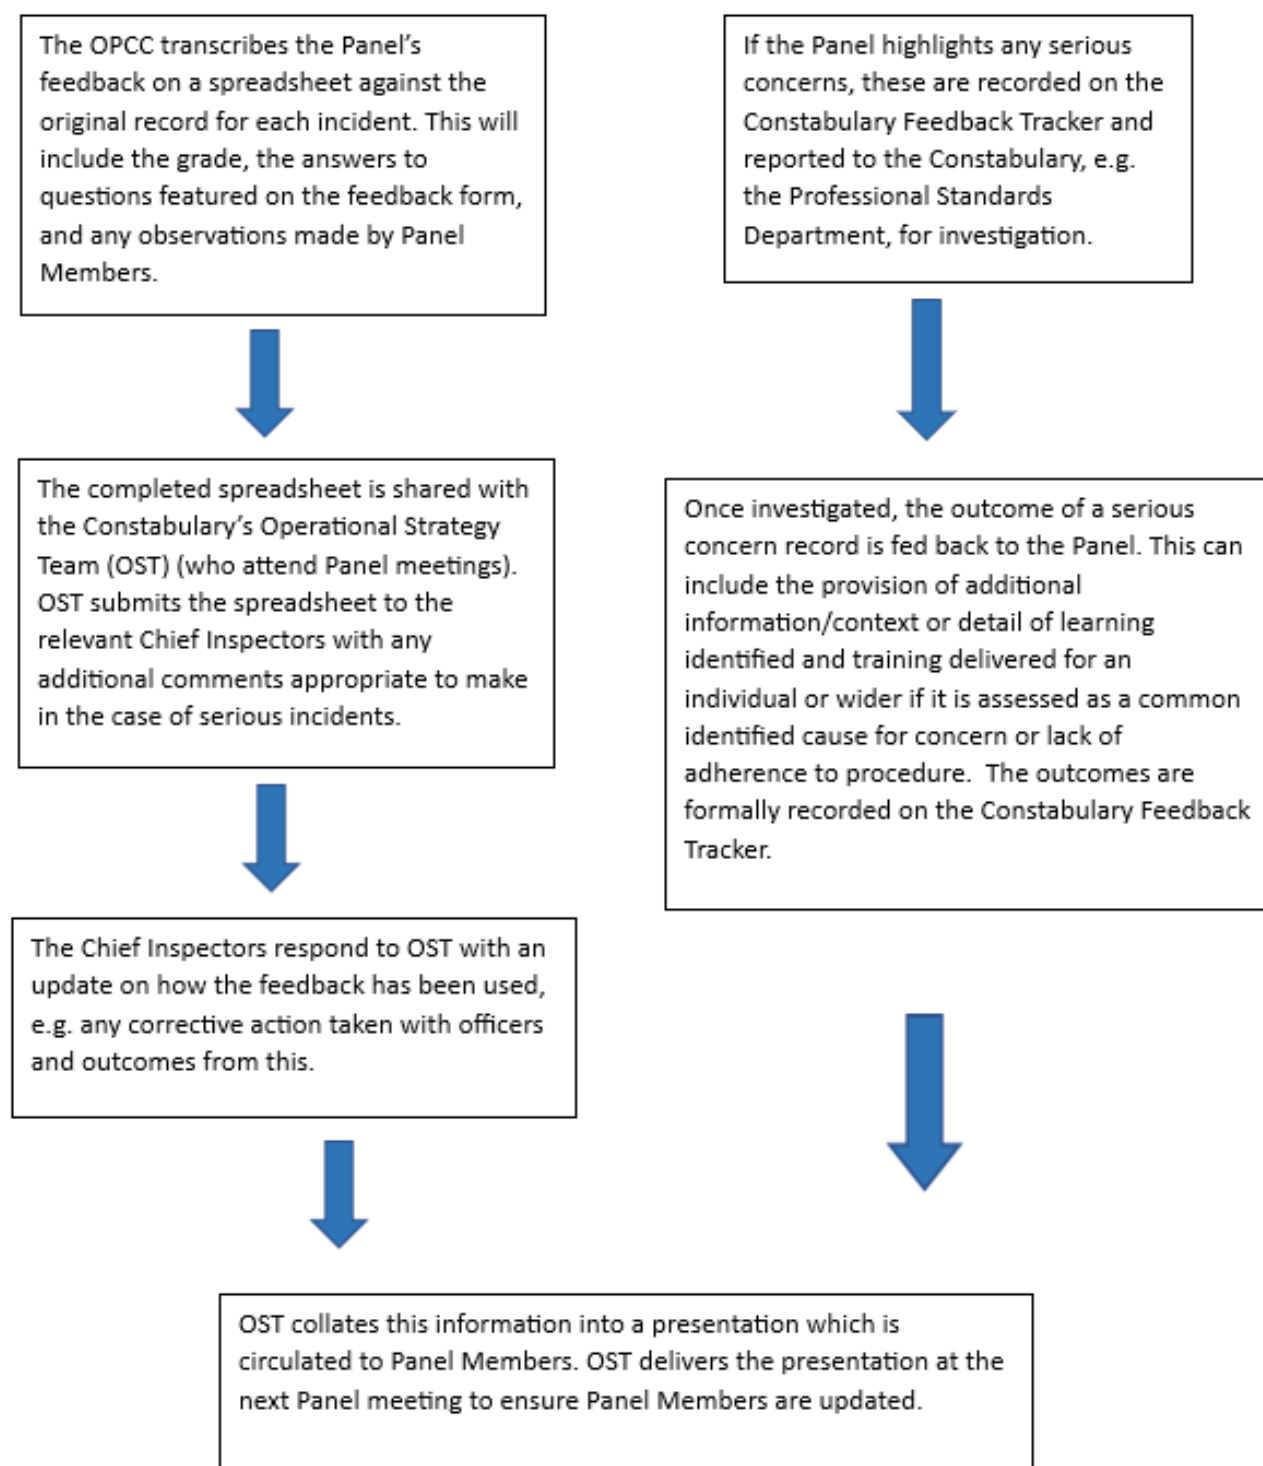 The OPCC transcribes the Panel’s
feedback on a spreadsheet against the
original record for each incident. This will
include the grade, the answers to
questions featured on the feedback form,
and any observations made by Panel
Members.
The completed spreadsheet is shared with
the Constabulary’s Operational Strategy
Team (OST) (who attend Panel meetings).
OST submits the spreadsheet to the
relevant Chief Inspectors with any
additional comments appropriate to make
in the case of serious incidents.
The Chief Inspectors respond to OST with an
update on how the feedback has been used,
e.g. any corrective action taken with officers
and outcomes from this.
If the Panel highlights any serious
concerns, these are recorded on the
Constabulary Feedback Tracker and
reported to the Constabulary, e.g.
the Professional Standards
Department, for investigation.
Once investigated, the outcome of a serious
concern record is fed back to the Panel. This can
include the provision of additional
information/context or detail of learning
identified and training delivered for an
individual or wider if it is assessed as a common
identified cause for concern or lack of
adherence to procedure.  The outcomes are
formally recorded on the Constabulary Feedback
Tracker.
OST collates this information into a presentation which is
circulated to Panel Members. OST delivers the presentation at the
next Panel meeting to ensure Panel Members are updated.